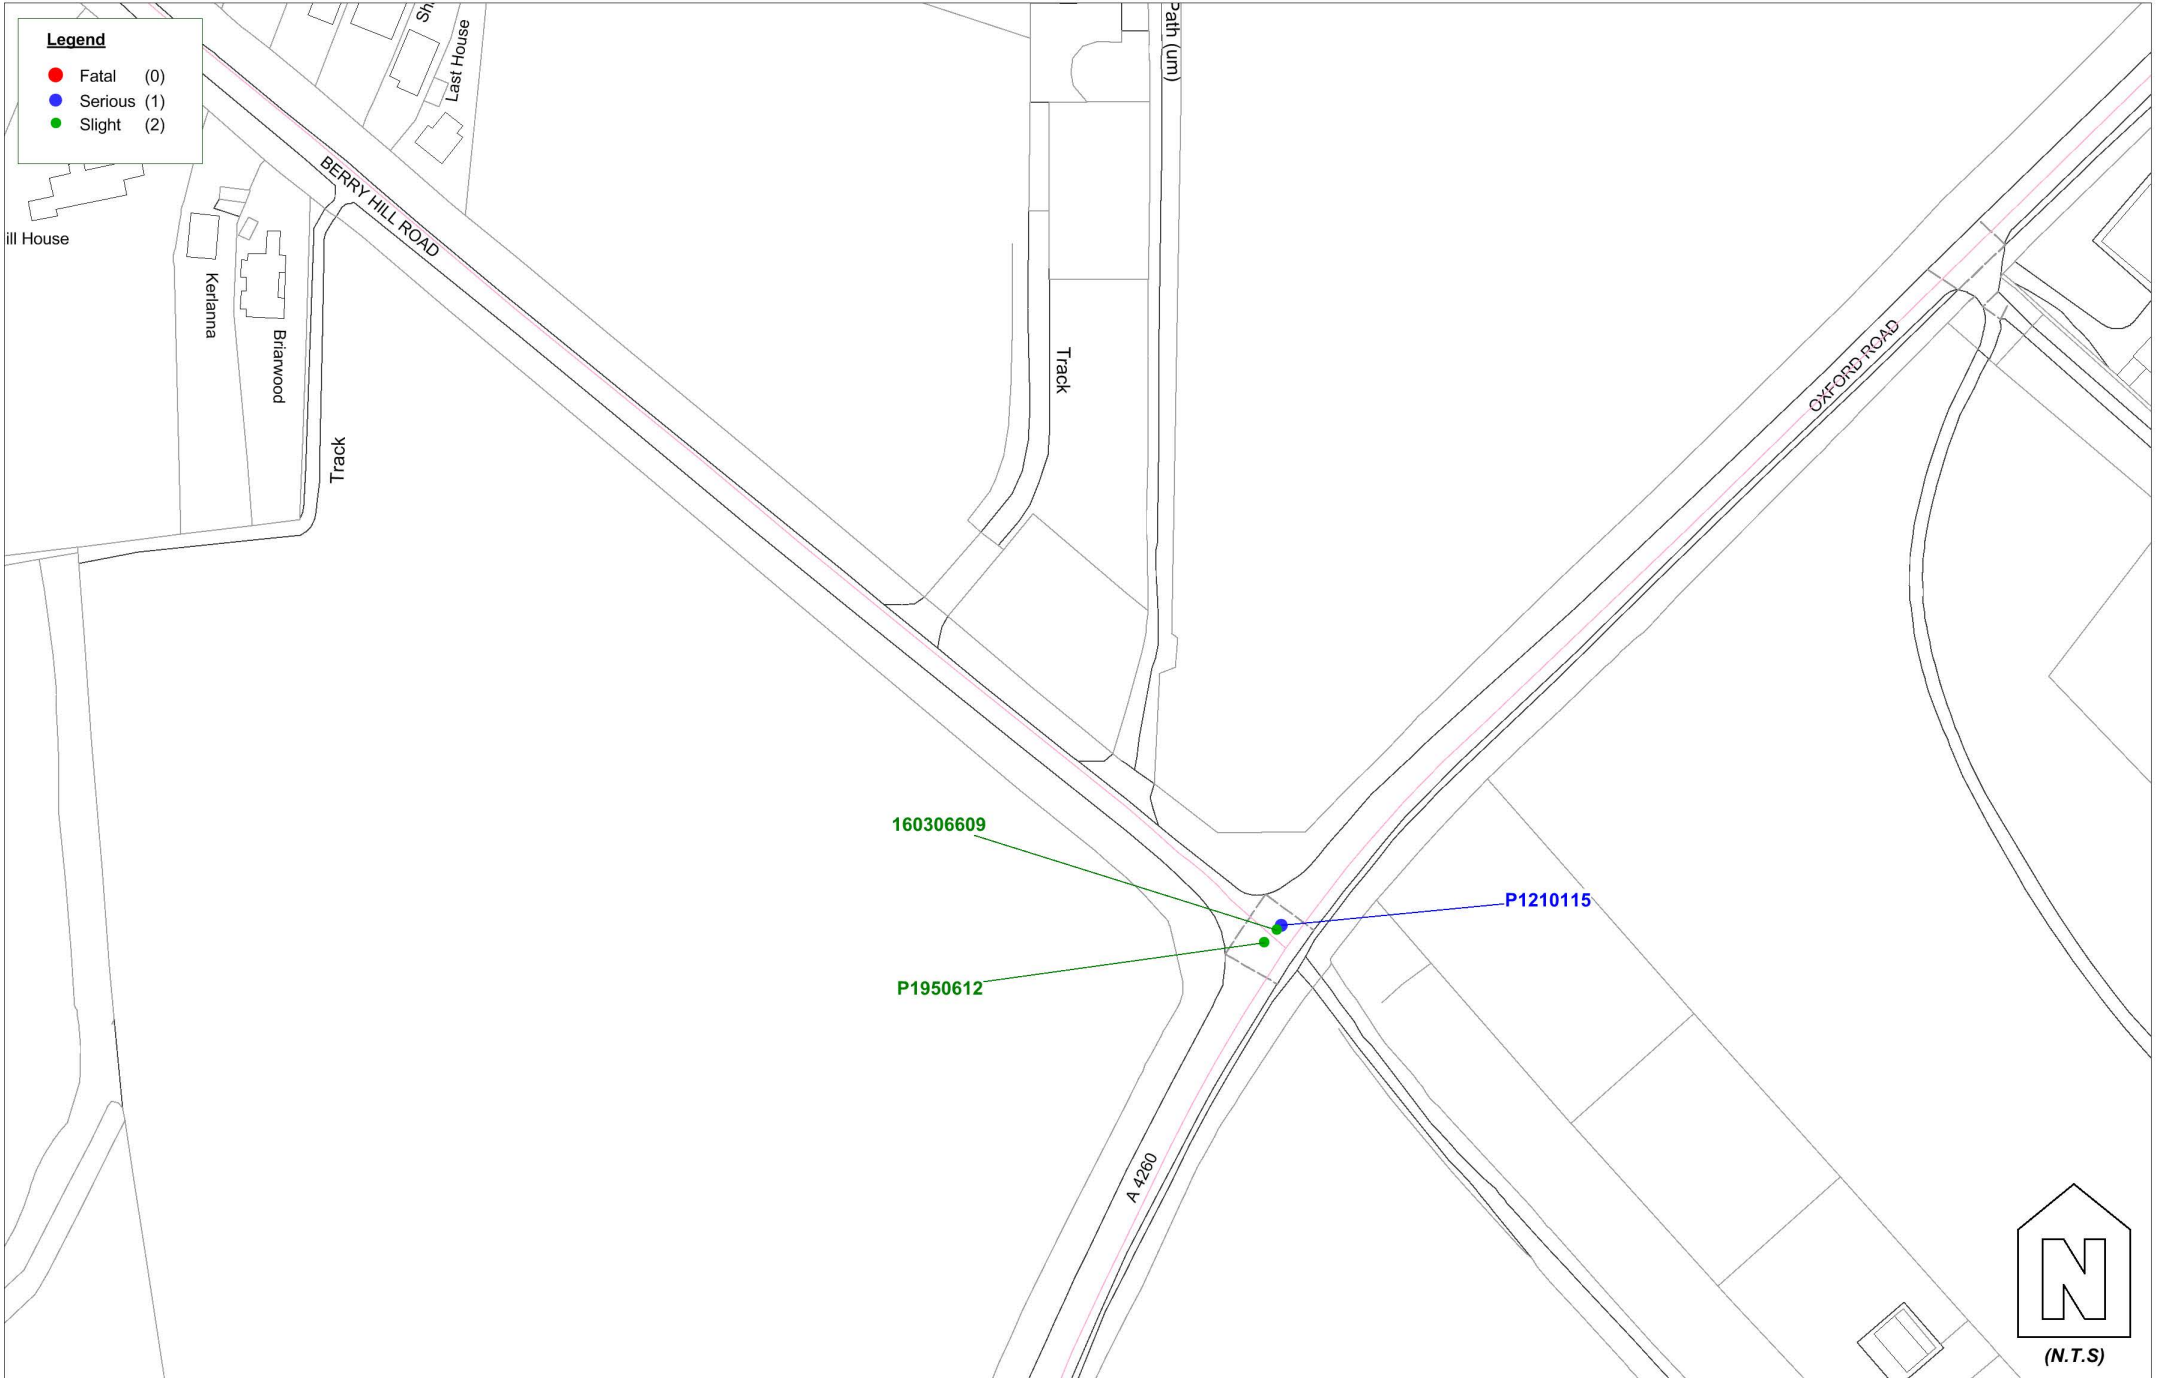 Legend
Fatal (0)
Serious (1)
Slight (2)
Last House
Path (um)
BERRY HILL ROAD
ill House
Kerlanna
Briarwood
Track
Track
OXFORD ROAD
160306609
P1210115
P1950612
A 4260
N
(N.T.S)